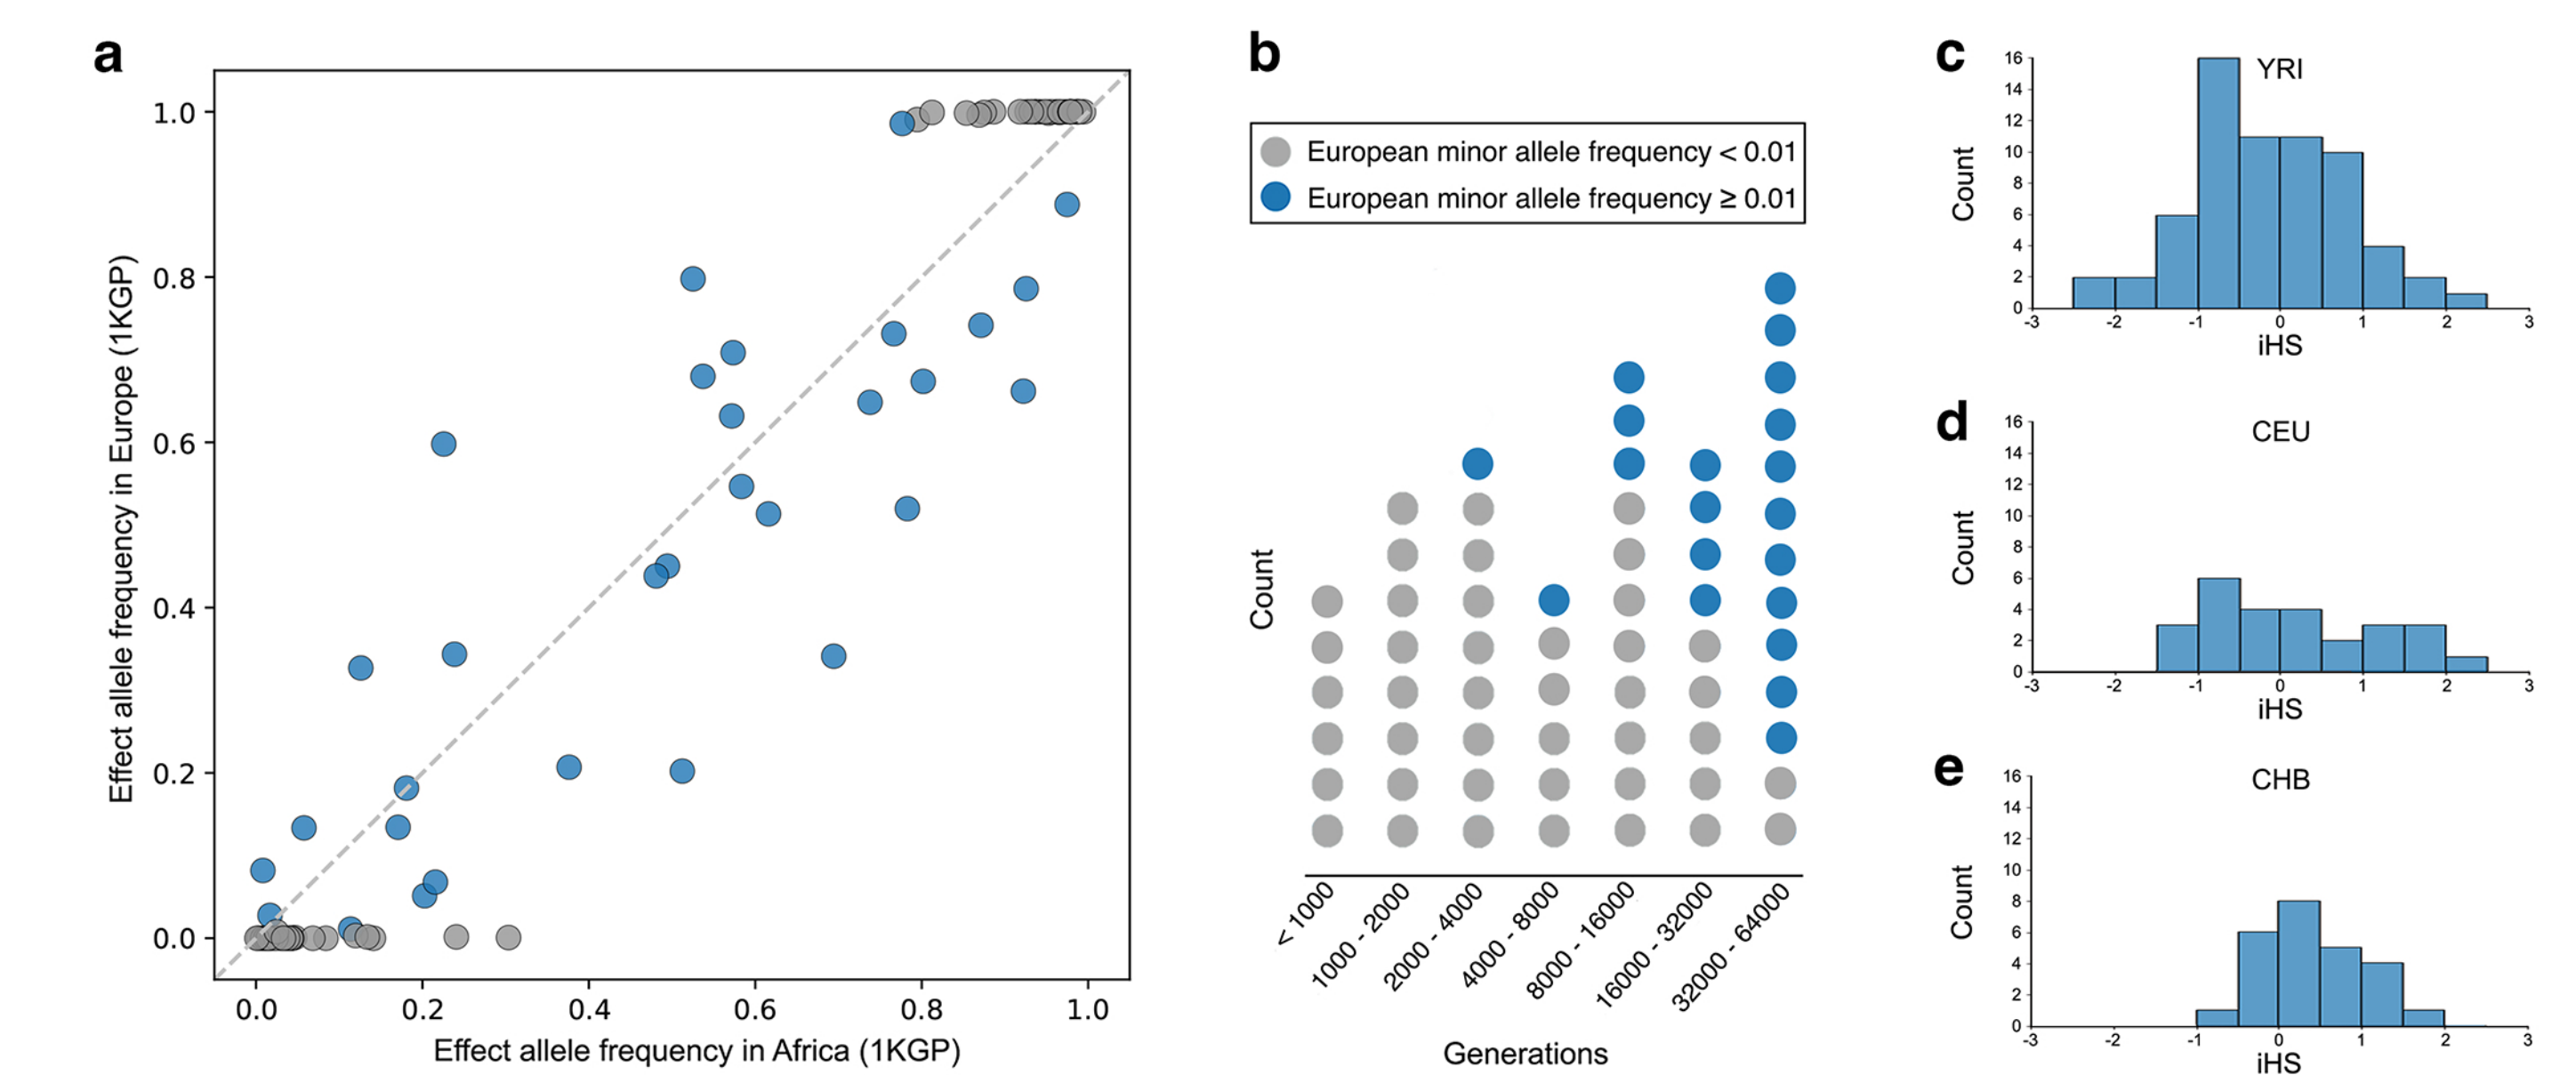 a
Effect allele frequency in Europe (1KGP)
1.0
0.8
0.6
0.4
0.2
0.0
0.0 0.2 0.4 0.6 0.8 1.0
Effect allele frequency in Africa (1KGP)
b
European minor allele frequency < 0.01
European minor allele frequency ≥ 0.01
Count
< 1000
1000 - 2000
2000 - 4000
4000 - 8000
8000 - 16000
16000 - 32000
32000 - 64000
Generations
c
YRI
Count
16
14
12
10
8
6
4
2
0
-3 -2 -1 0 1 2 3
iHS
d
CEU
Count
16
14
12
10
8
6
4
2
0
-3 -2 -1 0 1 2 3
iHS
e
CHB
Count
16
14
12
10
8
6
4
2
0
-3 -2 -1 0 1 2 3
iHS